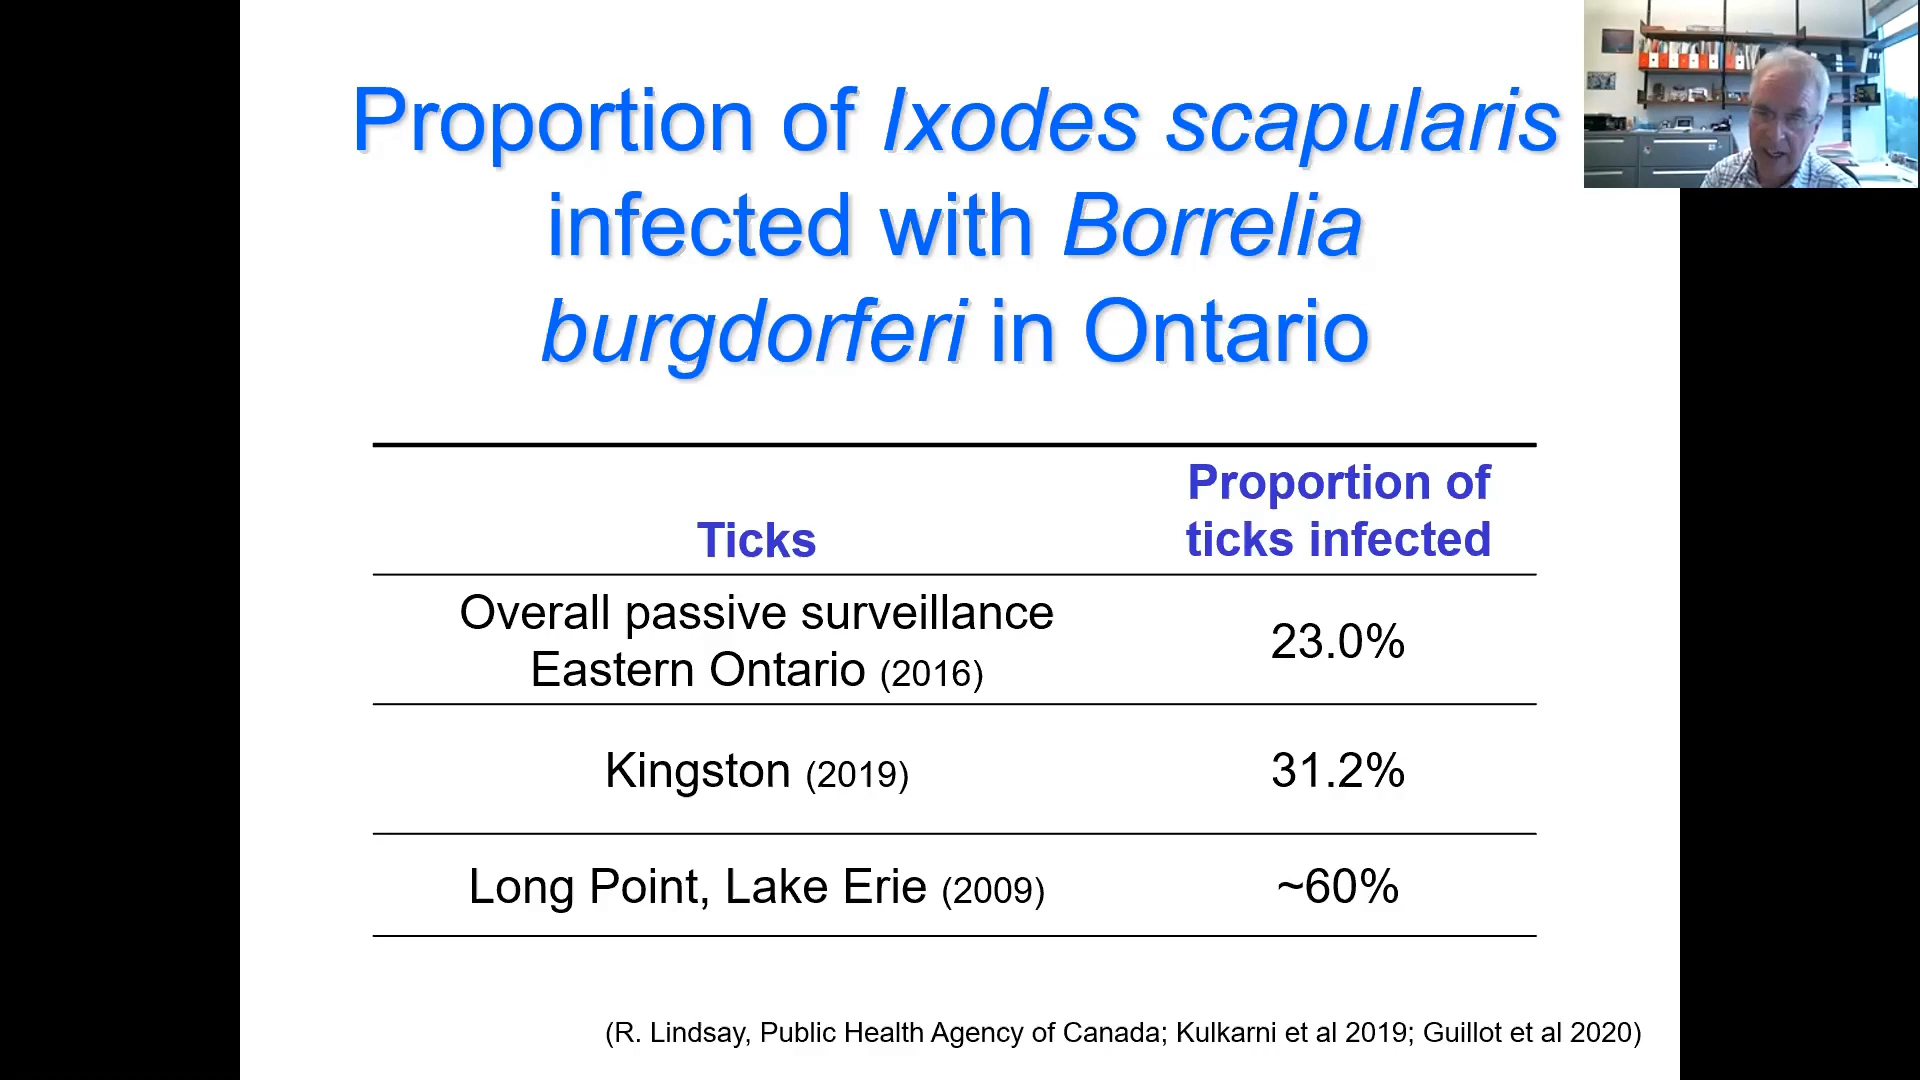 Proportion of Ixodes scapularis
infected with Borrelia
burgdorferi in Ontario
Ticks
Proportion of
ticks infected
Overall passive surveillance
Eastern Ontario (2016)
23.0%
Kingston (2019)
31.2%
Long Point, Lake Erie (2009)
~60%
(R. Lindsay, Public Health Agency of Canada; Kulkarni et al 2019; Guillot et al 2020)